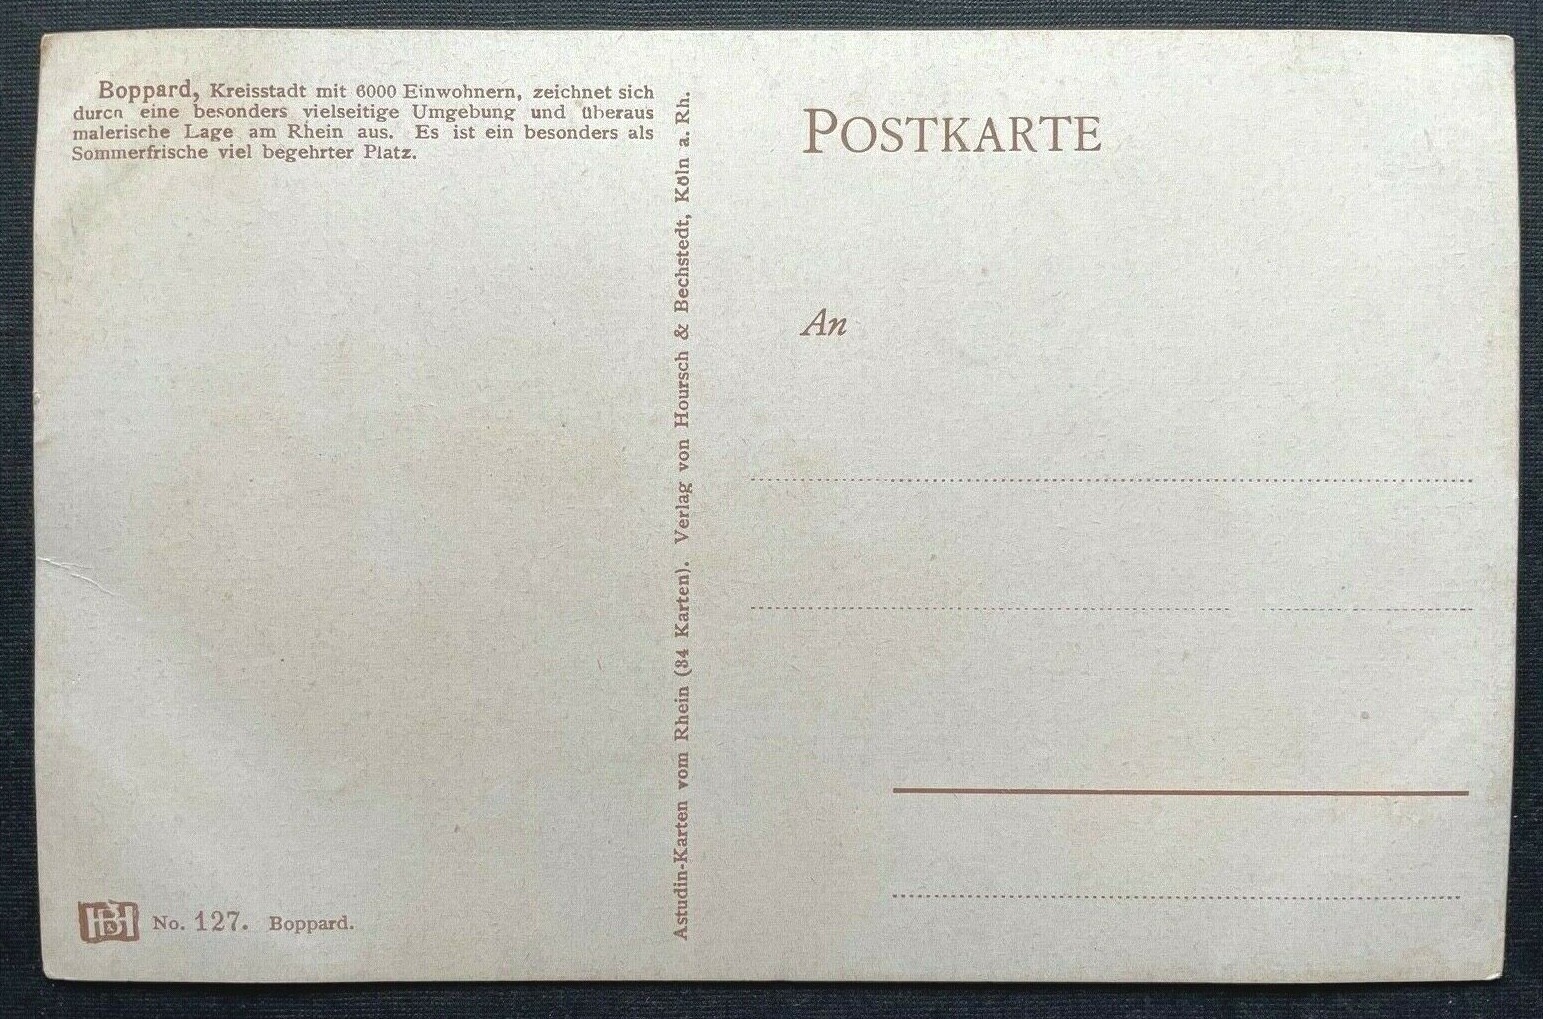 Boppard, Kreisstadt mit 6000 Einwohnern, zeichnet sich
durch eine besonders vielseitige Umgebung und überaus
malerische Lage am Rhein aus. Es ist ein besonders als
Sommerfrische viel begehrter Platz.
HB No. 127. Boppard.
Astudin-Karten vom Rhein (34 Karten). Verlag von Hoursch & Bechstedt, Köln a. Rh.
POSTKARTE
An